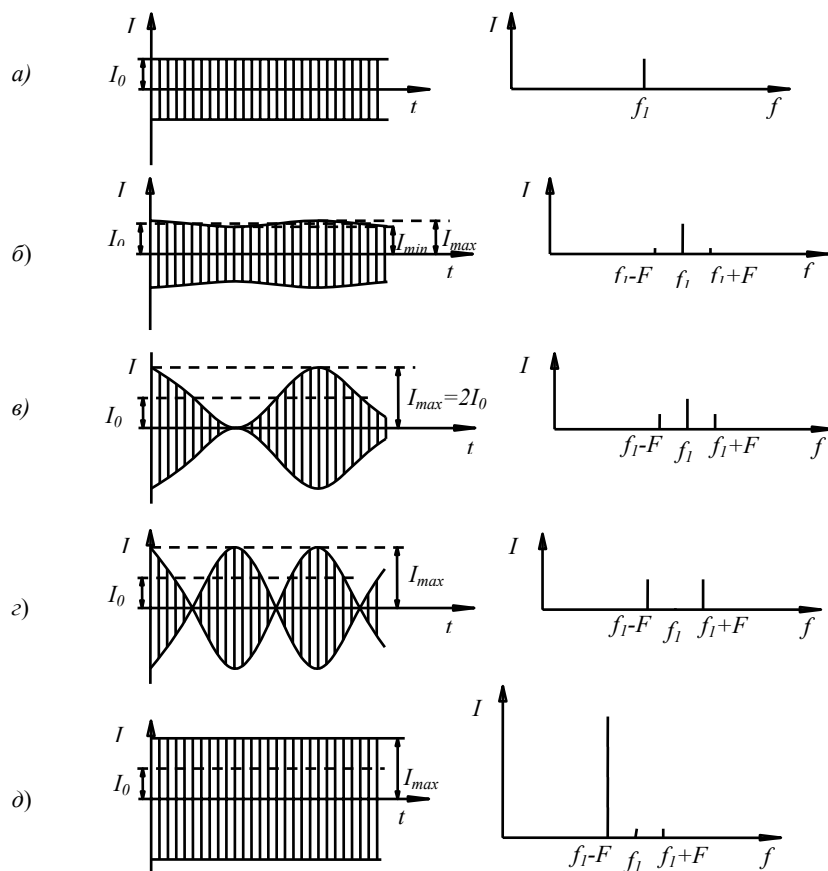 I
I
а)
I₀
t
f₁
f
I
I
б)
I₀
Imin
Imax
t
f₁-F
f₁
f₁+F
f
I
I
в)
I₀
Imax=2I₀
t
f₁-F
f₁
f₁+F
f
I
I
г)
I₀
Imax
t
f₁-F
f₁
f₁+F
f
I
I
д)
I₀
Imax
t
f₁-F
f₁
f₁+F
f